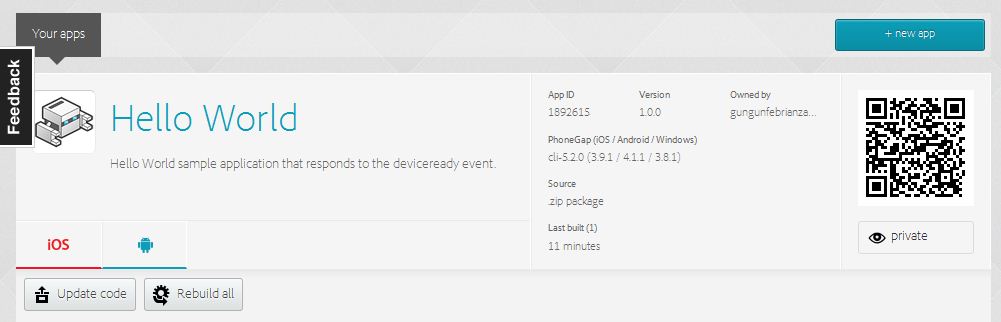 Your apps
+ new app
Feedback
Hello World
Hello World sample application that responds to the deviceready event.
App ID
1892615
Version
1.0.0
Owned by
gungunfebrianza...
PhoneGap (iOS / Android / Windows)
cli-5.2.0 (3.9.1 / 4.1.1 / 3.8.1)
Source
.zip package
Last built (1)
11 minutes
private
iOS
Update code
Rebuild all